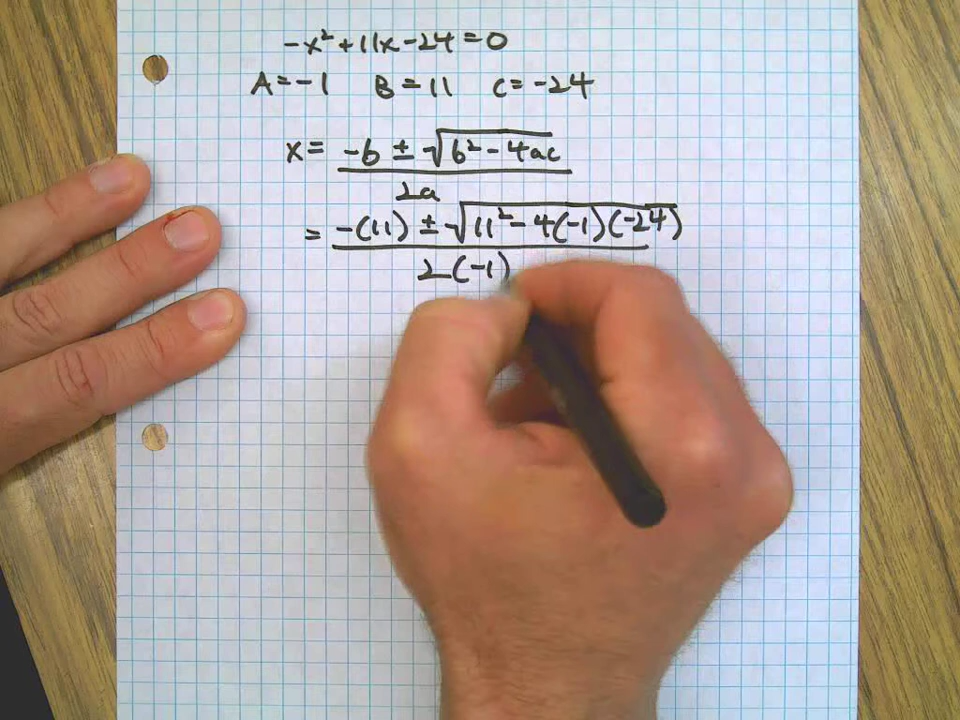 -x²+11x-24=0
A=-1 B=11 C=-24
x= -b ± √b²-4ac
2a
= -(11) ± √11²-4(-1)(-24)
2(-1)